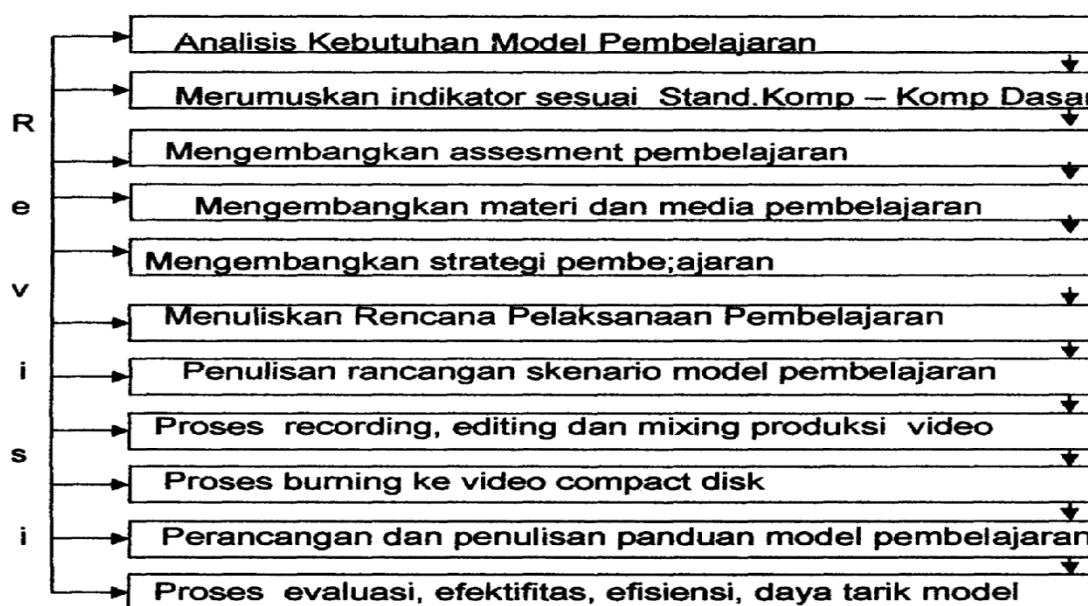 Analisis Kebutuhan Model Pembelajaran
Merumuskan indikator sesuai Stand.Komp – Komp Dasar
Mengembangkan assesment pembelajaran
Mengembangkan materi dan media pembelajaran
Mengembangkan strategi pembe;ajaran
Menuliskan Rencana Pelaksanaan Pembelajaran
Penulisan rancangan skenario model pembelajaran
Proses recording, editing dan mixing produksi video
Proses burning ke video compact disk
Perancangan dan penulisan panduan model pembelajaran
Proses evaluasi, efektifitas, efisiensi, daya tarik model
Revisi